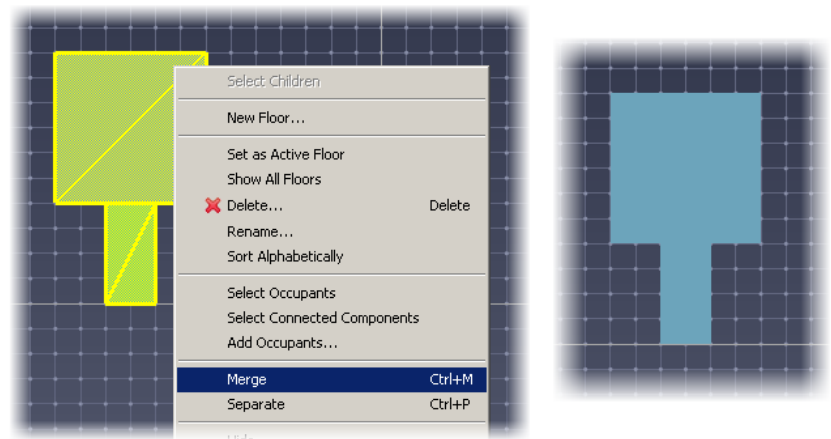 Select Children
New Floor...
Set as Active Floor
Show All Floors
Delete... Delete
Rename...
Sort Alphabetically
Select Occupants
Select Connected Components
Add Occupants...
Merge Ctrl+M
Separate Ctrl+P